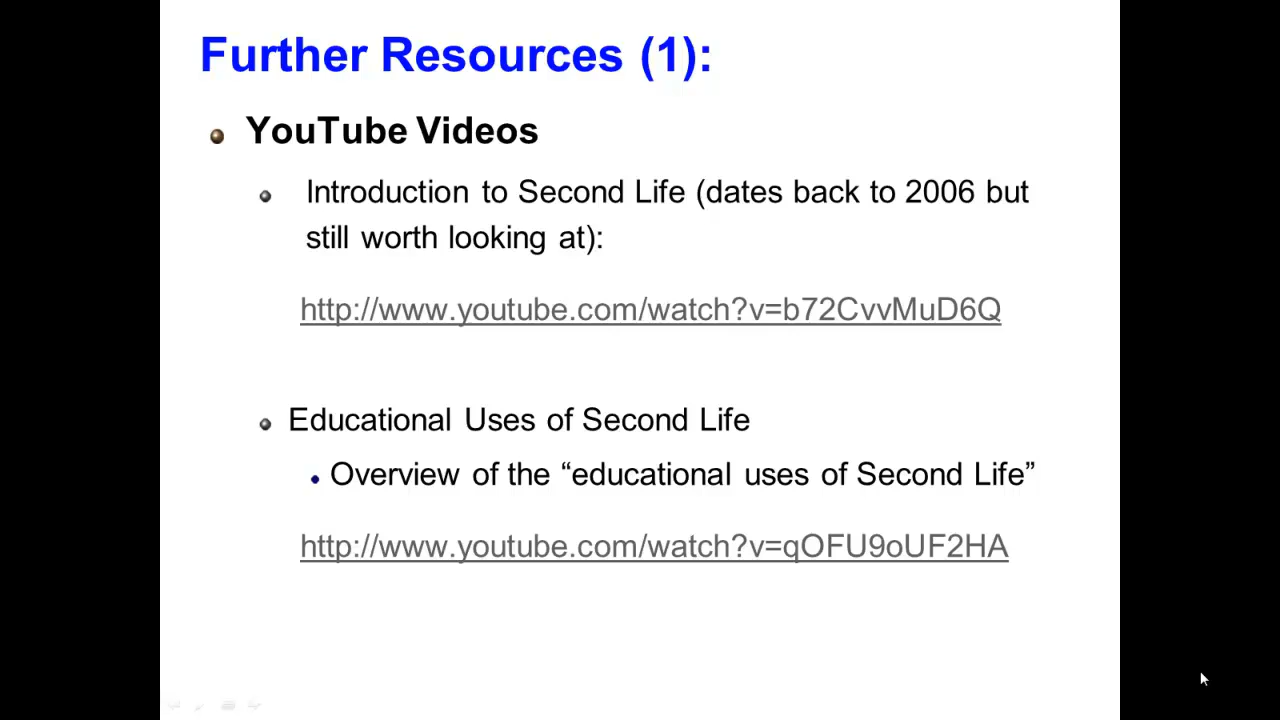 Further Resources (1):
YouTube Videos
Introduction to Second Life (dates back to 2006 but
still worth looking at):
http://www.youtube.com/watch?v=b72CvvMuD6Q
Educational Uses of Second Life
Overview of the “educational uses of Second Life”
http://www.youtube.com/watch?v=qOFU9oUF2HA